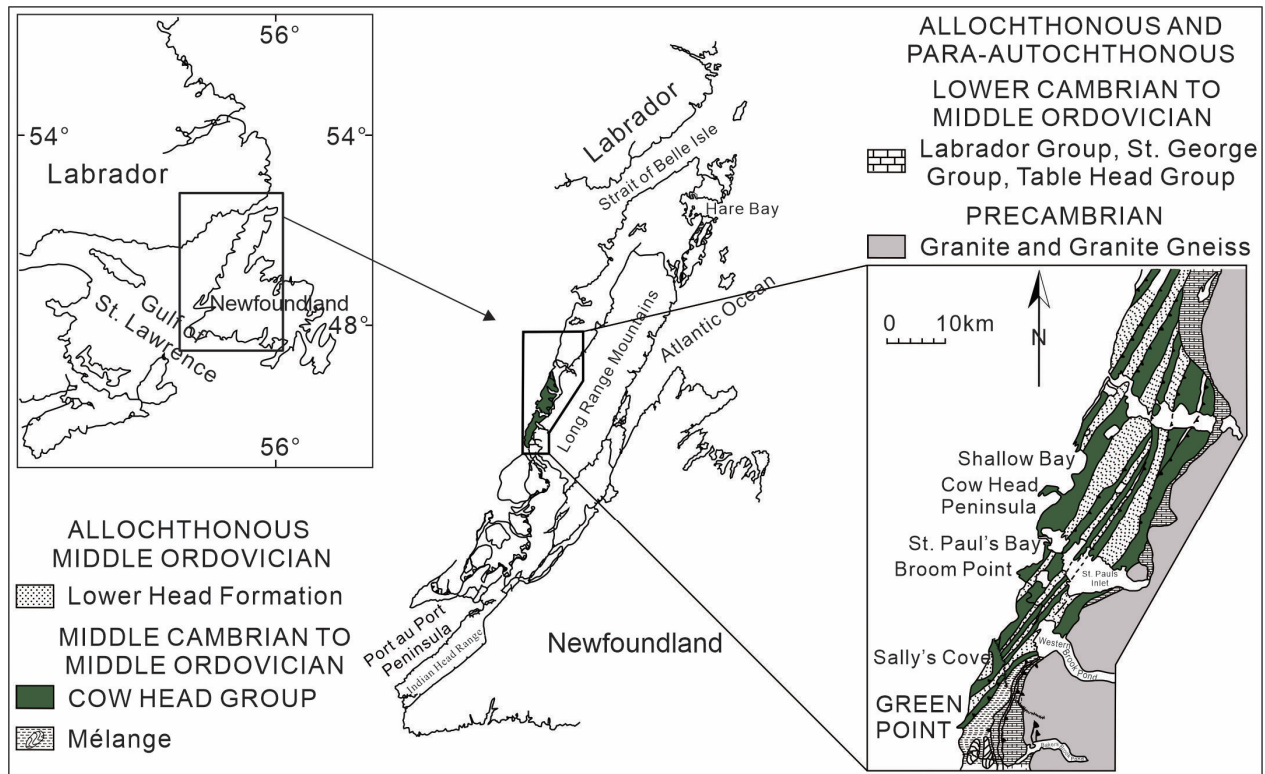 56°
54°
54°
Labrador
Newfoundland
48°
Gulf of
St. Lawrence
56°
Labrador
Strait of Belle Isle
Hare Bay
Long Range Mountains
Atlantic Ocean
Port au Port
Peninsula
Indian Head Range
Newfoundland
ALLOCHTHONOUS
MIDDLE ORDOVICIAN
Lower Head Formation
MIDDLE CAMBRIAN TO
MIDDLE ORDOVICIAN
COW HEAD GROUP
Mélange
ALLOCHTHONOUS AND
PARA-AUTOCHTHONOUS
LOWER CAMBRIAN TO
MIDDLE ORDOVICIAN
Labrador Group, St. George
Group, Table Head Group
PRECAMBRIAN
Granite and Granite Gneiss
0 10km
N
Shallow Bay
Cow Head
Peninsula
St. Paul's Bay
Broom Point
St. Pauls
Inlet
Sally's Cove
Western
Brook Pond
GREEN
POINT